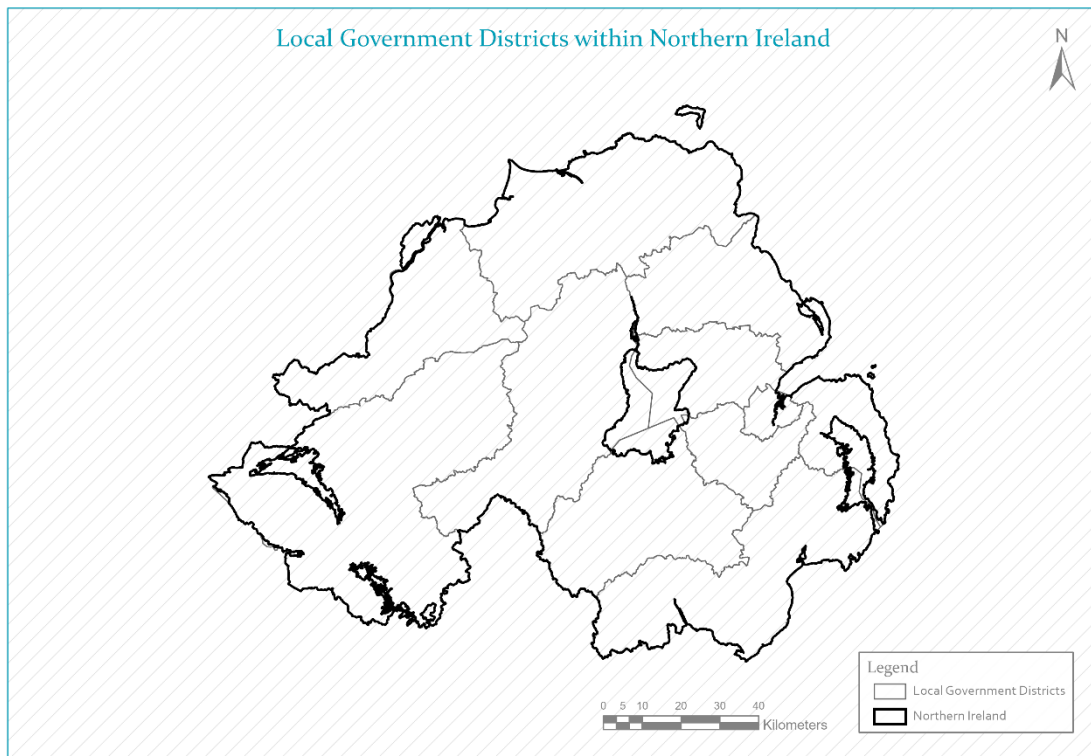 Local Government Districts within Northern Ireland
N
Legend
Local Government Districts
Northern Ireland
0 5 10 20 30 40
Kilometers